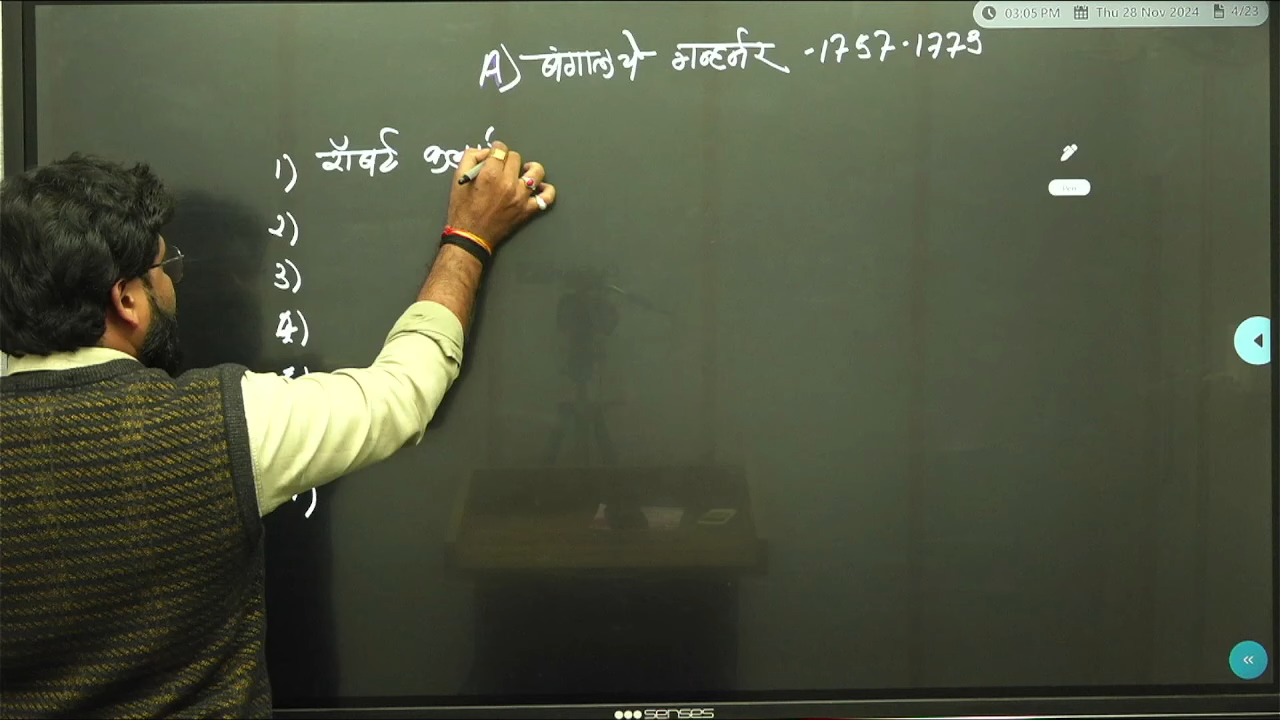 03:05 PM Thu 28 Nov 2024 4/23
A) बंगालचे गव्हर्नर - 1757 - 1773
1) रॉबर्ट क्लाई
2)
3)
4)
senses